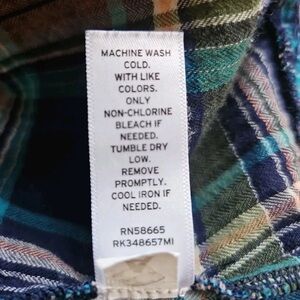 MACHINE WASH
COLD.
WITH LIKE
COLORS.
ONLY
NON-CHLORINE
BLEACH IF
NEEDED.
TUMBLE DRY
LOW.
REMOVE
PROMPTLY.
COOL IRON IF
NEEDED.
RN58665
RK348657MI